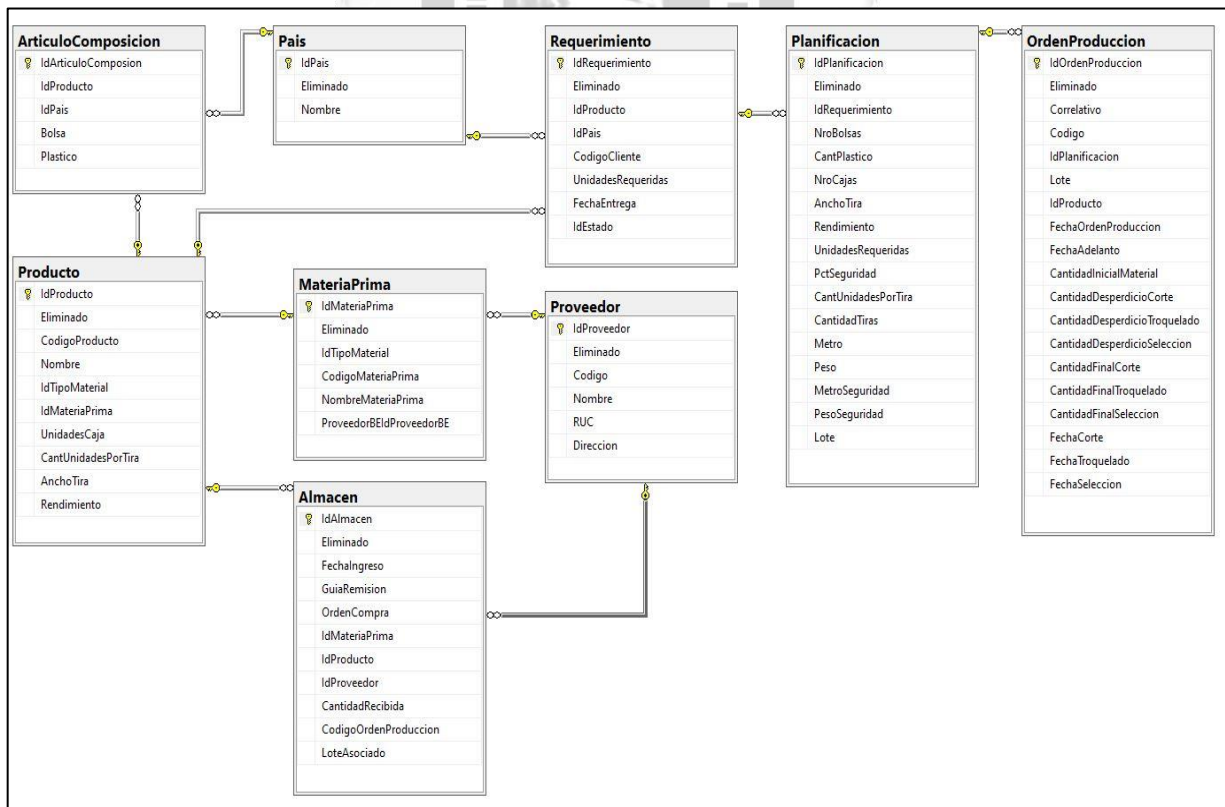 ArticuloComposicion
IdArticuloComposion
IdProducto
IdPais
Bolsa
Plastico
Pais
IdPais
Eliminado
Nombre
Requerimiento
IdRequerimiento
Eliminado
IdProducto
IdPais
CodigoCliente
UnidadesRequeridas
FechaEntrega
IdEstado
Planificacion
IdPlanificacion
Eliminado
IdRequerimiento
NroBolsas
CantPlastico
NroCajas
AnchoTira
Rendimiento
UnidadesRequeridas
PctSeguridad
CantUnidadesPorTira
CantidadTiras
Metro
Peso
MetroSeguridad
PesoSeguridad
Lote
OrdenProduccion
IdOrdenProduccion
Eliminado
Correlativo
Codigo
IdPlanificacion
Lote
IdProducto
FechaOrdenProduccion
FechaAdelanto
CantidadInicialMaterial
CantidadDesperdicioCorte
CantidadDesperdicioTroquelado
CantidadDesperdicioSeleccion
CantidadFinalCorte
CantidadFinalTroquelado
CantidadFinalSeleccion
FechaCorte
FechaTroquelado
FechaSeleccion
Producto
IdProducto
Eliminado
CodigoProducto
Nombre
IdTipoMaterial
IdMateriaPrima
UnidadesCaja
CantUnidadesPorTira
AnchoTira
Rendimiento
MateriaPrima
IdMateriaPrima
Eliminado
IdTipoMaterial
CodigoMateriaPrima
NombreMateriaPrima
ProveedorBEIdProveedorBE
Proveedor
IdProveedor
Eliminado
Codigo
Nombre
RUC
Direccion
Almacen
IdAlmacen
Eliminado
FechaIngreso
GuiaRemision
OrdenCompra
IdMateriaPrima
IdProducto
IdProveedor
CantidadRecibida
CodigoOrdenProduccion
LoteAsociado